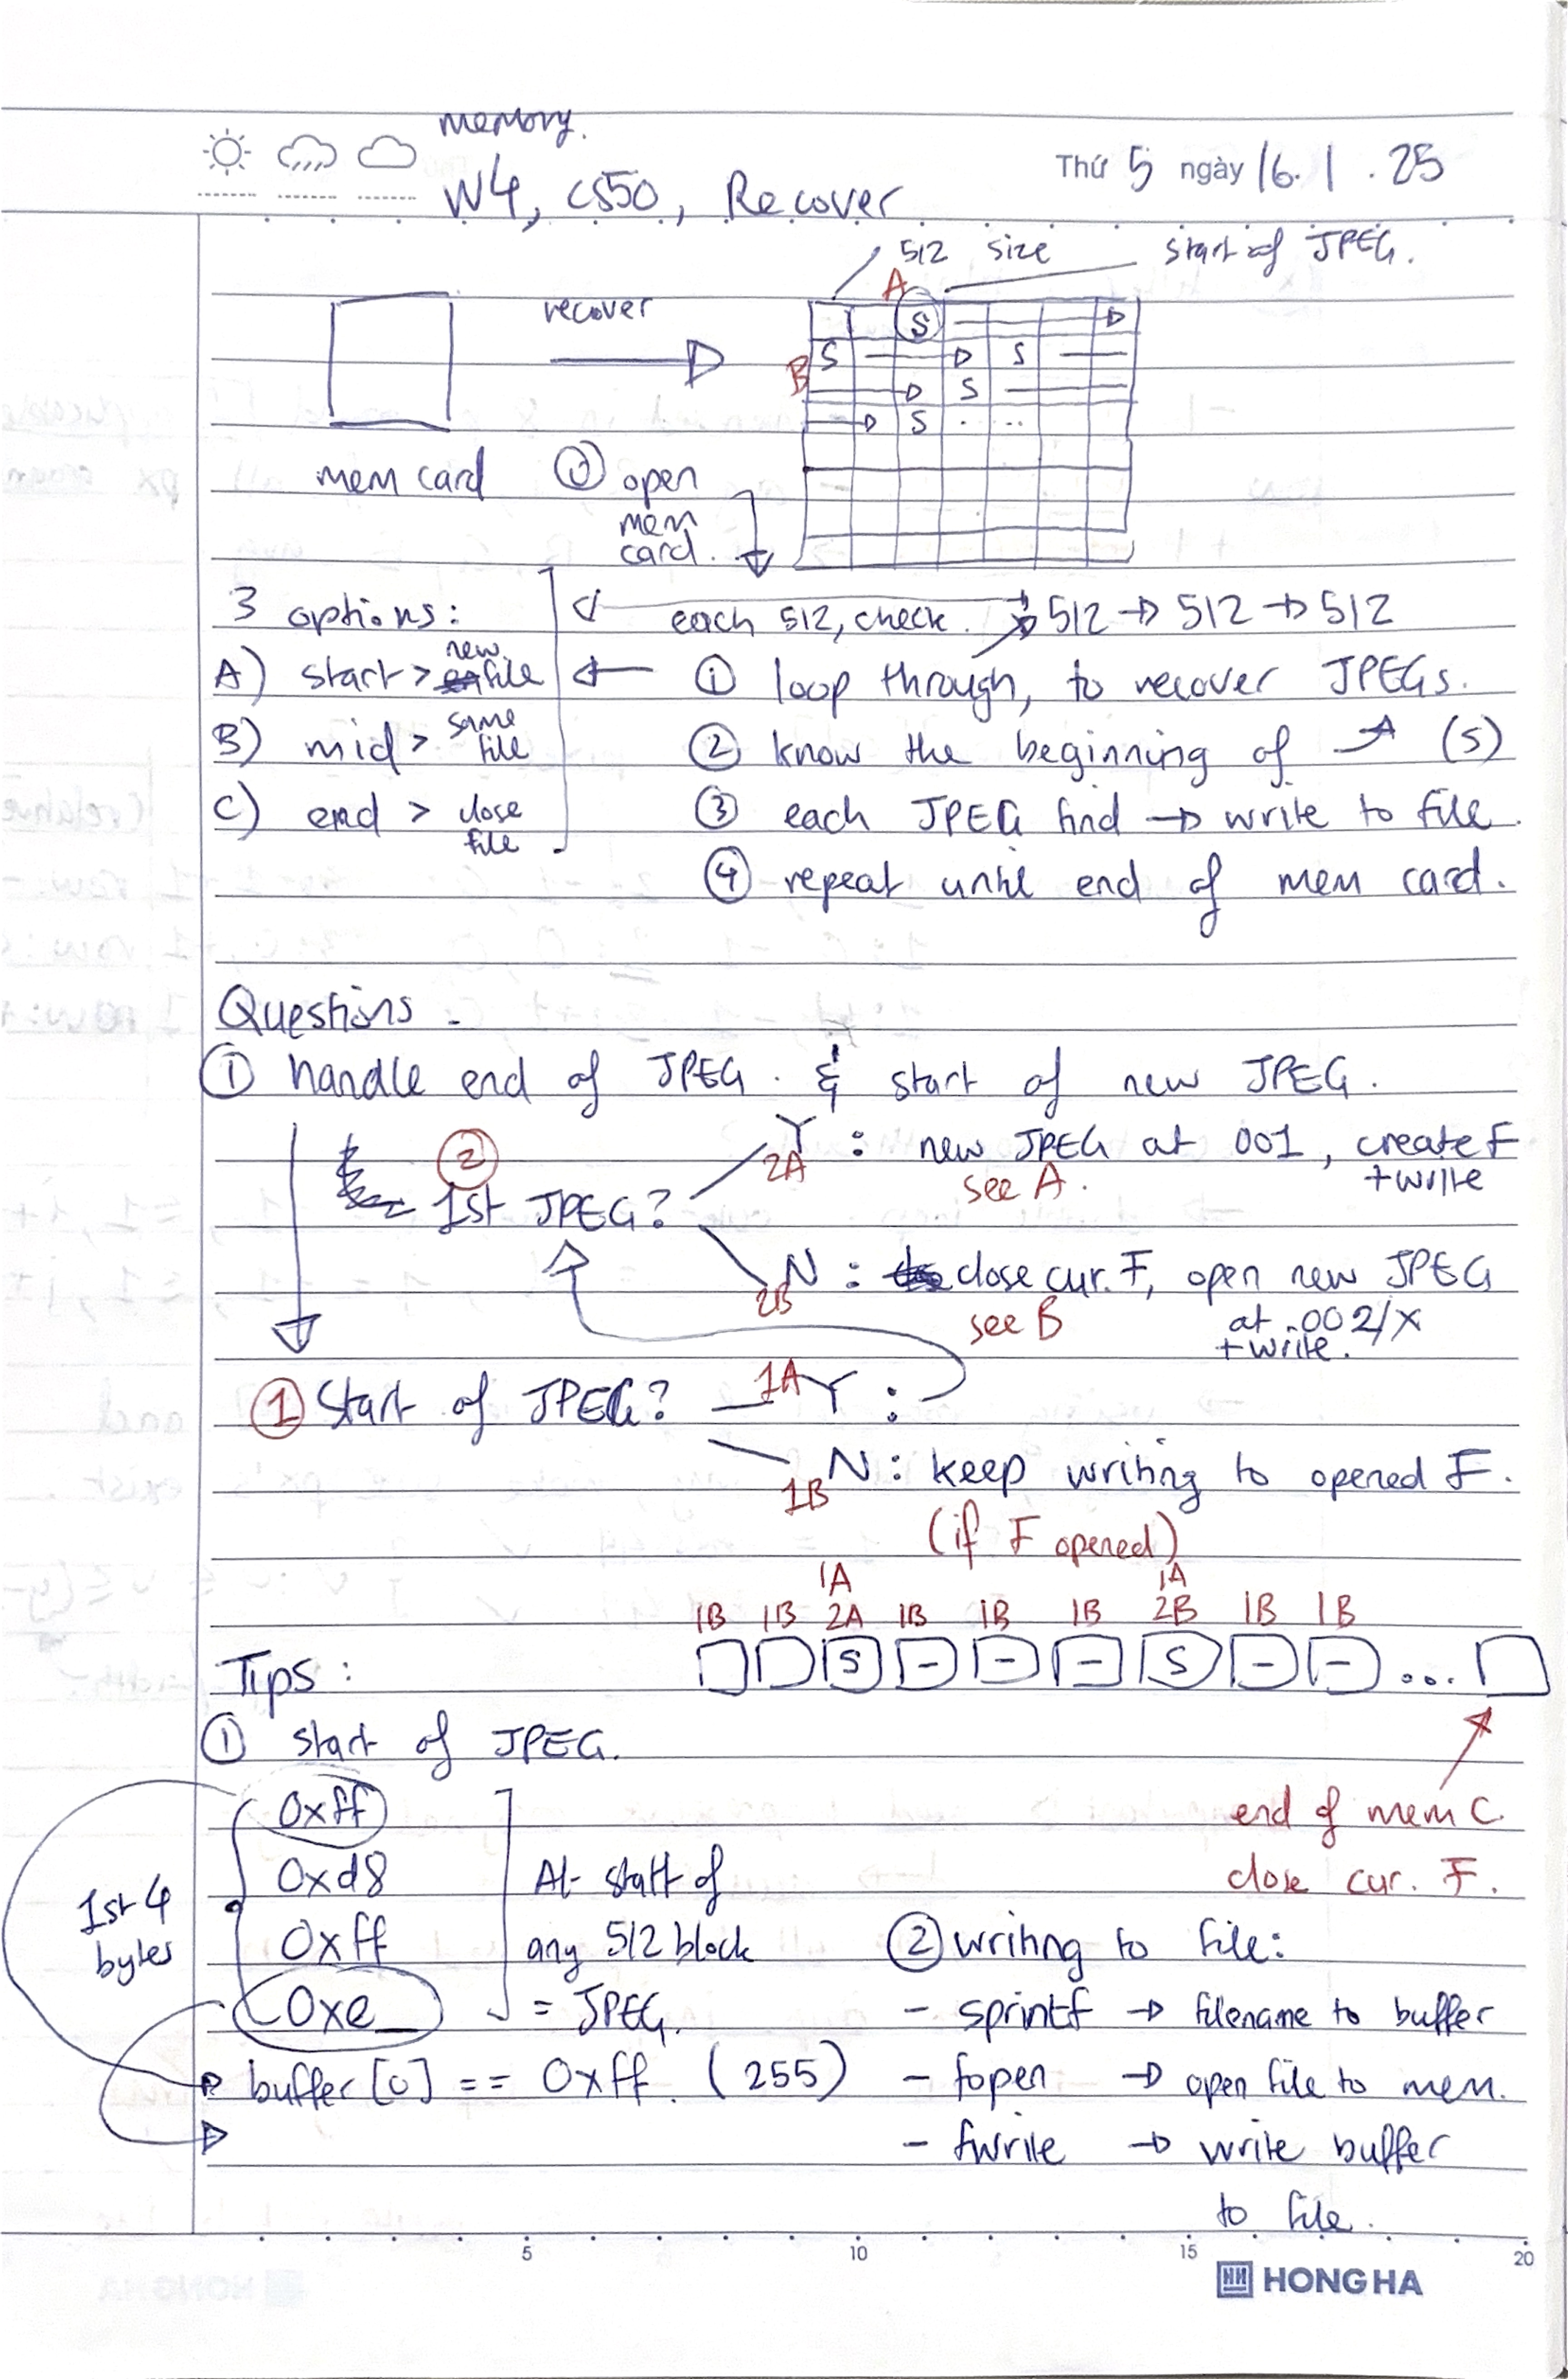 memory.
W4, CS50, Recover
Thứ 5 ngày 16. 1 . 25
512 size
start of JPEG.
recover
A
S
B
S S
S
S . ..
mem card
⓪ open
mem
card.
3 options:
each 512, check. 512 → 512 → 512
A) start > new file
① loop through, to recover JPEGs.
B) mid > same file
② know the beginning of (S)
C) end > close file
③ each JPEG find → write to file.
④ repeat until end of mem card.
Questions -
① handle end of JPEG. & start of new JPEG.
② 1st JPEG?
2A Y : new JPEG at 001, create F
+ write
see A.
2B N : close cur. F, open new JPEG
see B
at .002/x
+ write.
① Start of JPEG? 1A Y :
1B N : keep writing to opened F.
(if F opened)
1A 1A
1B 1B 2A 1B 1B 1B 2B 1B 1B
Tips :
S - - - S - - ...
① start of JPEG.
end of mem C.
close cur. F.
1st 4
bytes
0xff
0xd8
0xff
0xe_
At start of
any 512 block
= JPEG.
buffer [0] == 0xff. (255)
② writing to file:
- sprintf → filename to buffer
- fopen → open file to mem.
- fwrite → write buffer
to file.
5 10 15 20
HH HONG HA